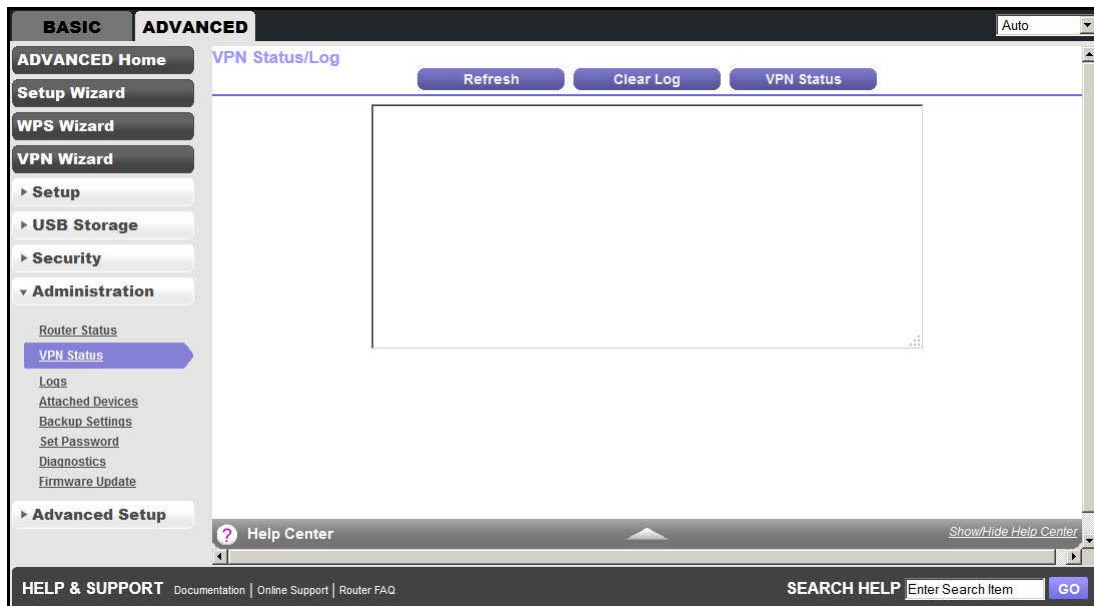 BASIC ADVANCED Auto
ADVANCED Home
Setup Wizard
WPS Wizard
VPN Wizard
Setup
USB Storage
Security
Administration
Router Status
VPN Status
Logs
Attached Devices
Backup Settings
Set Password
Diagnostics
Firmware Update
Advanced Setup
VPN Status/Log
Refresh Clear Log VPN Status
? Help Center Show/Hide Help Center
HELP & SUPPORT Documentation | Online Support | Router FAQ SEARCH HELP Enter Search Item GO